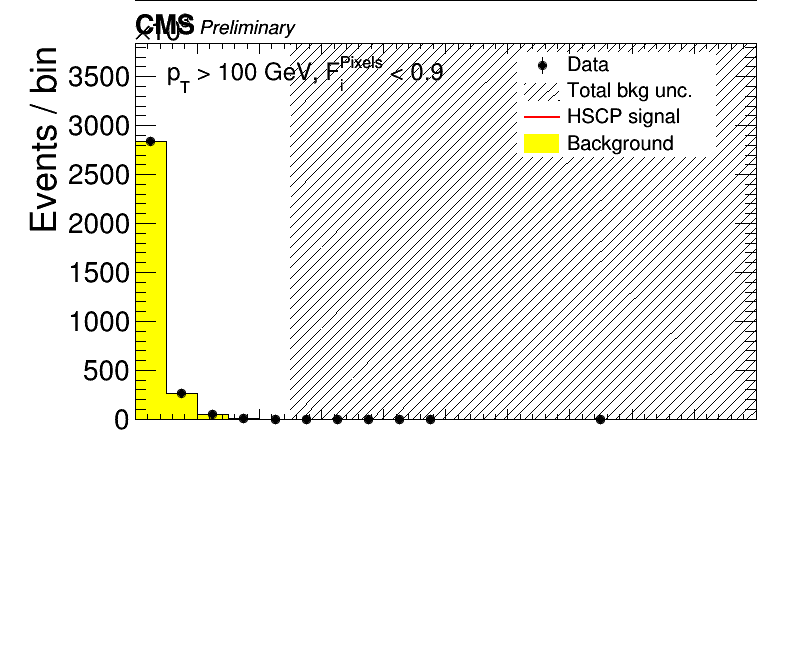 CMS Preliminary
p_T > 100 GeV, F_i^Pixels < 0.9
Data
Total bkg unc.
HSCP signal
Background
Events / bin
3500
3000
2500
2000
1500
1000
500
0